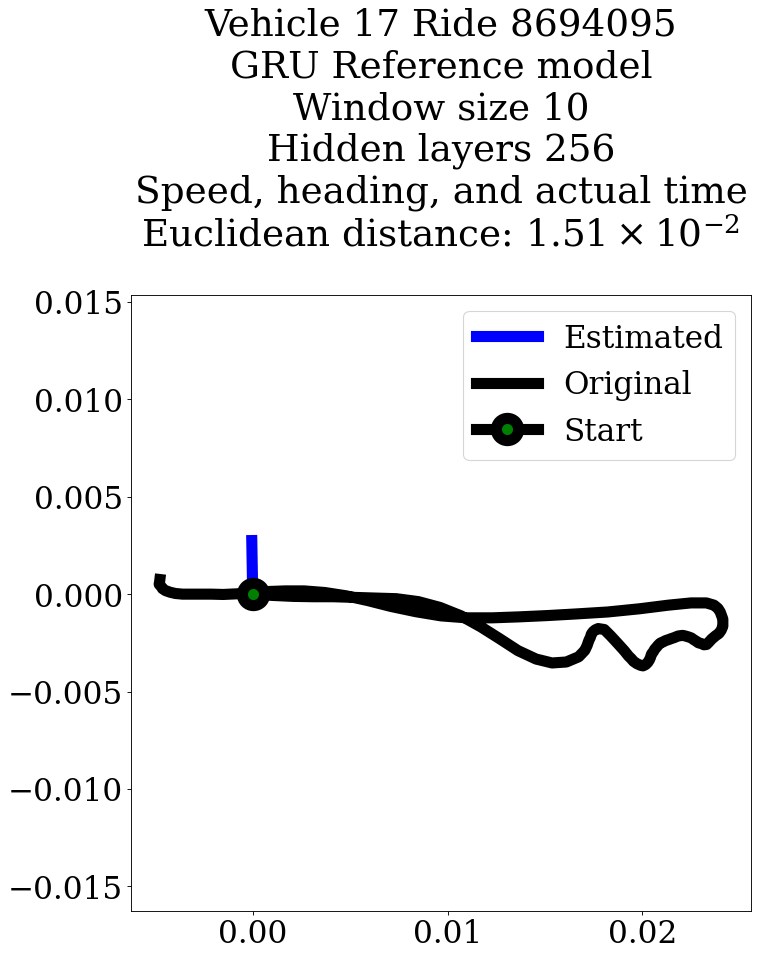 Vehicle 17 Ride 8694095
GRU Reference model
Window size 10
Hidden layers 256
Speed, heading, and actual time
Euclidean distance: 1.51 × 10⁻²
0.015
0.010
0.005
0.000
−0.005
−0.010
−0.015
Estimated
Original
Start
0.00 0.01 0.02